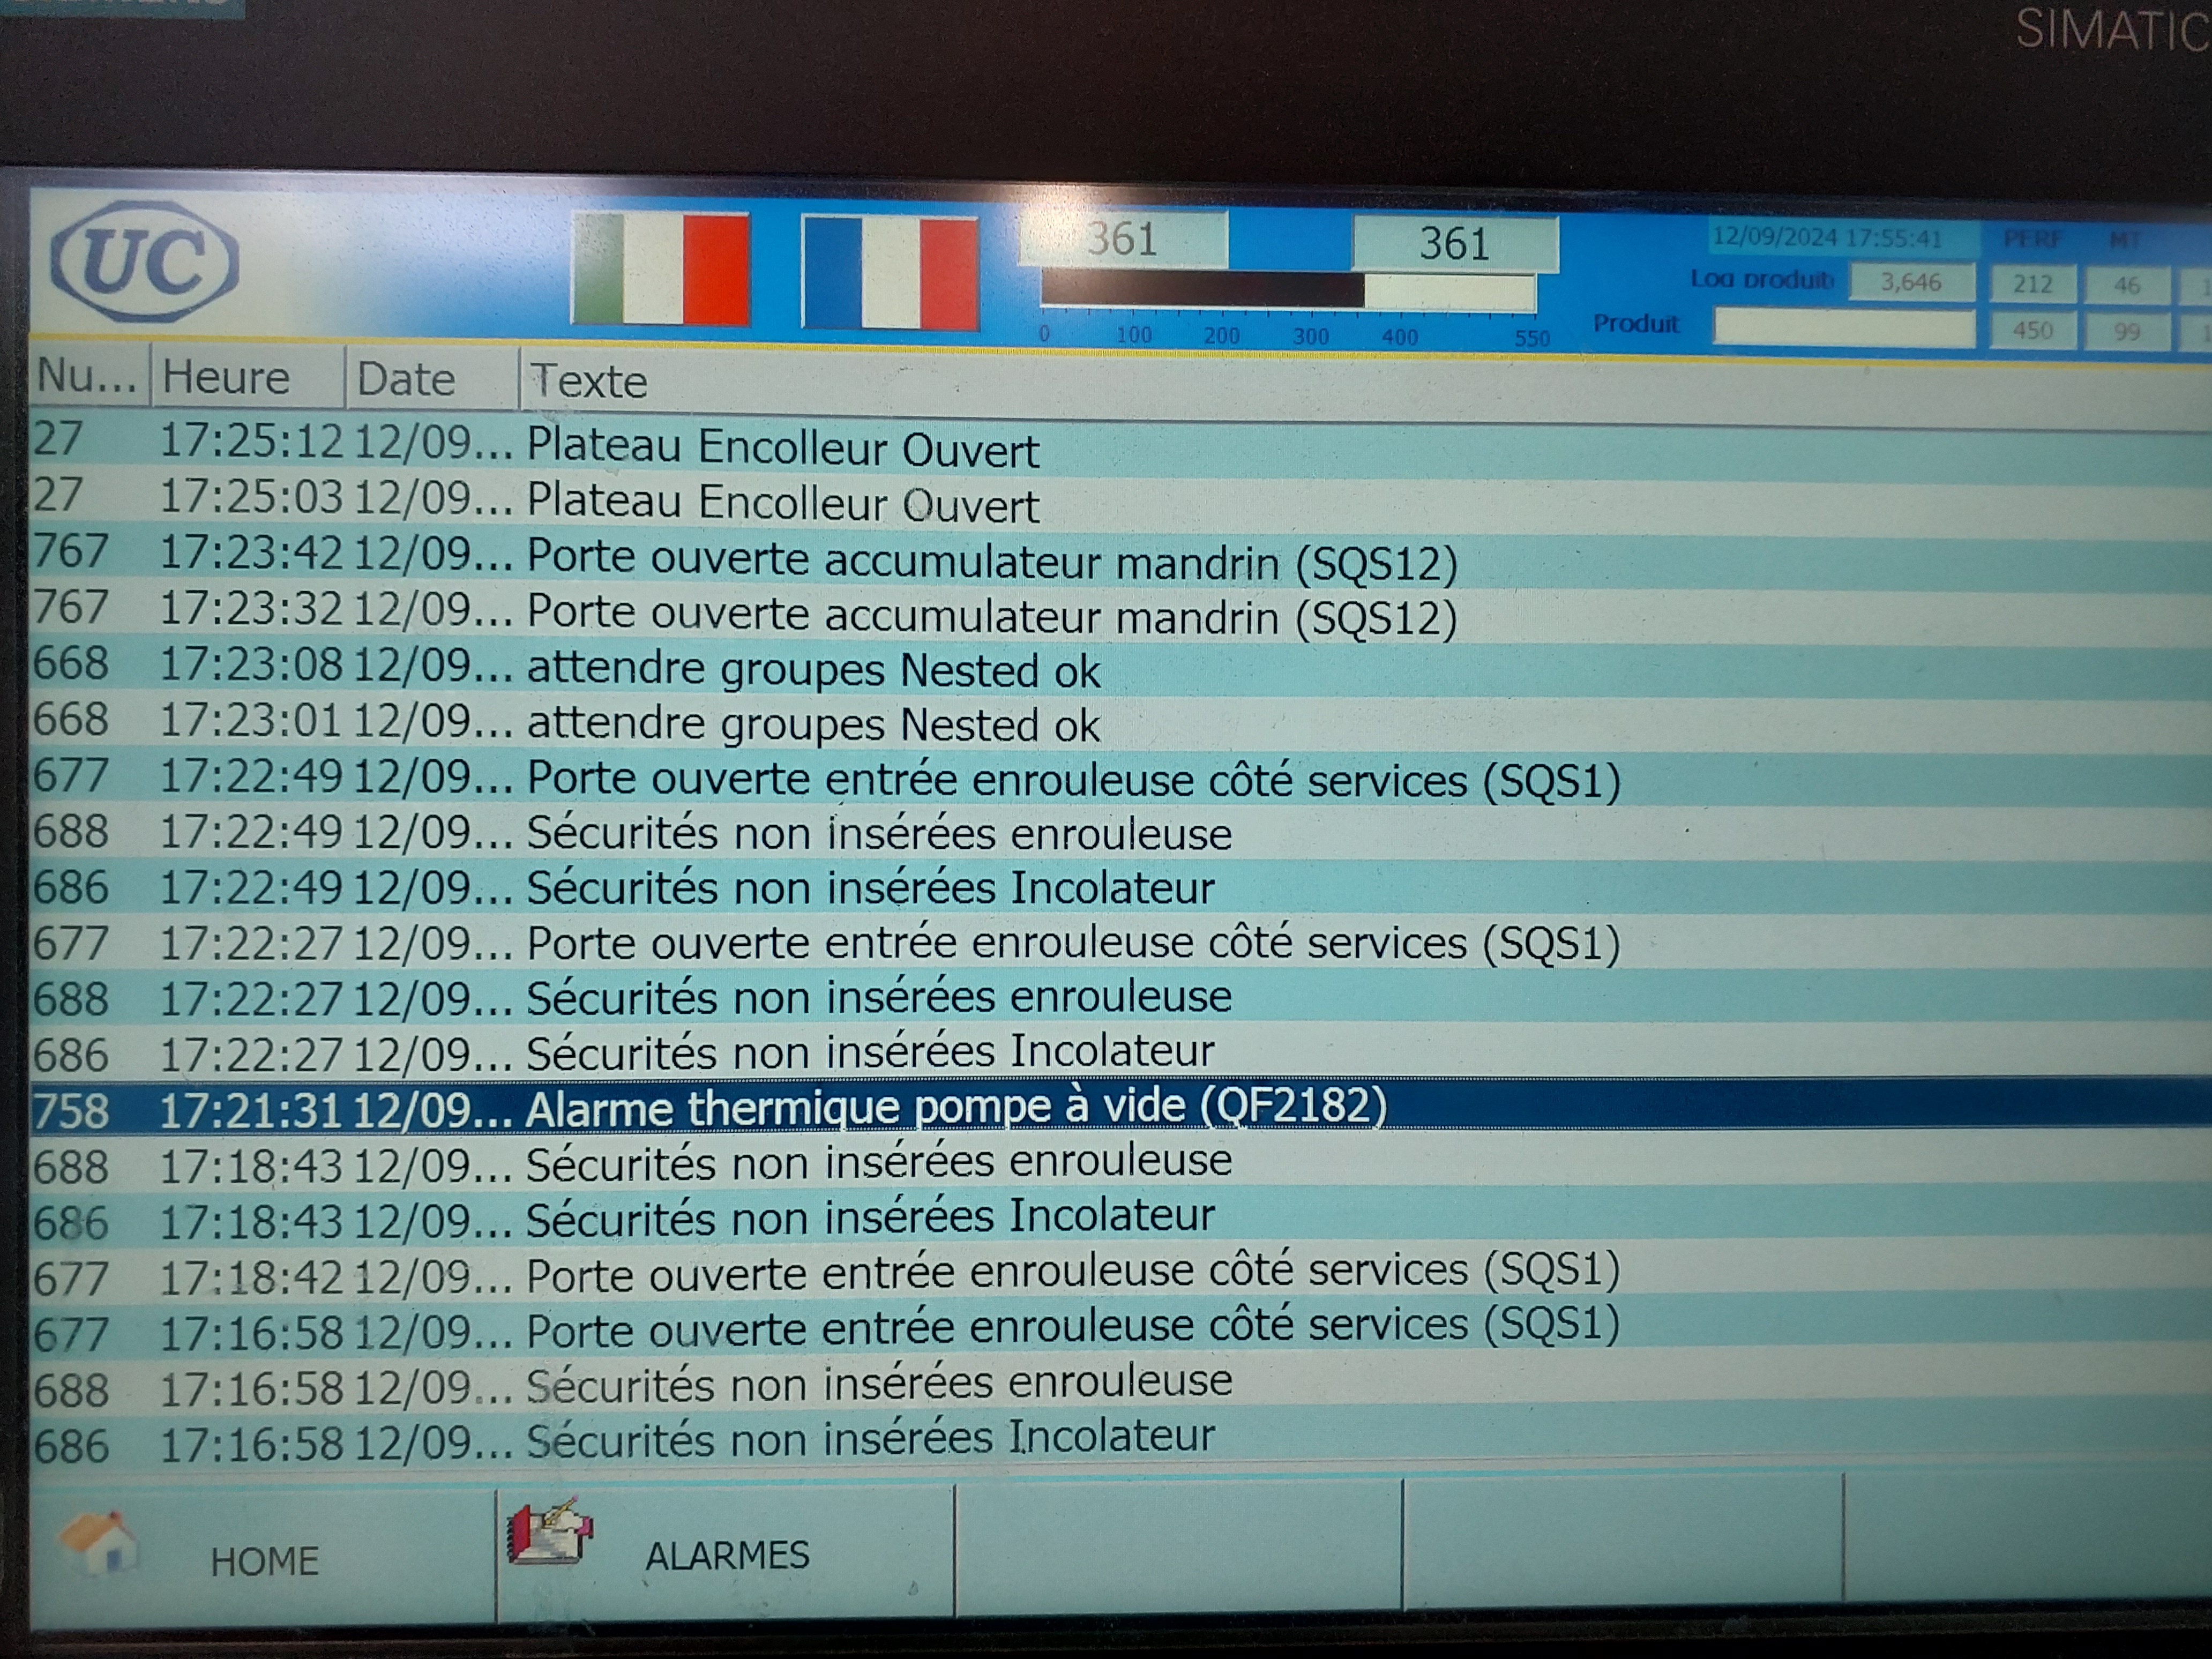 SIMATIC
UC
361
361
12/09/2024 17:55:41
PERF
MT
Log produit
3,646
212
46
Produit
450
99
0 100 200 300 400 550
Nu... Heure Date Texte
27 17:25:12 12/09... Plateau Encolleur Ouvert
27 17:25:03 12/09... Plateau Encolleur Ouvert
767 17:23:42 12/09... Porte ouverte accumulateur mandrin (SQS12)
767 17:23:32 12/09... Porte ouverte accumulateur mandrin (SQS12)
668 17:23:08 12/09... attendre groupes Nested ok
668 17:23:01 12/09... attendre groupes Nested ok
677 17:22:49 12/09... Porte ouverte entrée enrouleuse côté services (SQS1)
688 17:22:49 12/09... Sécurités non insérées enrouleuse
686 17:22:49 12/09... Sécurités non insérées Incolateur
677 17:22:27 12/09... Porte ouverte entrée enrouleuse côté services (SQS1)
688 17:22:27 12/09... Sécurités non insérées enrouleuse
686 17:22:27 12/09... Sécurités non insérées Incolateur
758 17:21:31 12/09... Alarme thermique pompe à vide (QF2182)
688 17:18:43 12/09... Sécurités non insérées enrouleuse
686 17:18:43 12/09... Sécurités non insérées Incolateur
677 17:18:42 12/09... Porte ouverte entrée enrouleuse côté services (SQS1)
677 17:16:58 12/09... Porte ouverte entrée enrouleuse côté services (SQS1)
688 17:16:58 12/09... Sécurités non insérées enrouleuse
686 17:16:58 12/09... Sécurités non insérées Incolateur
HOME
ALARMES